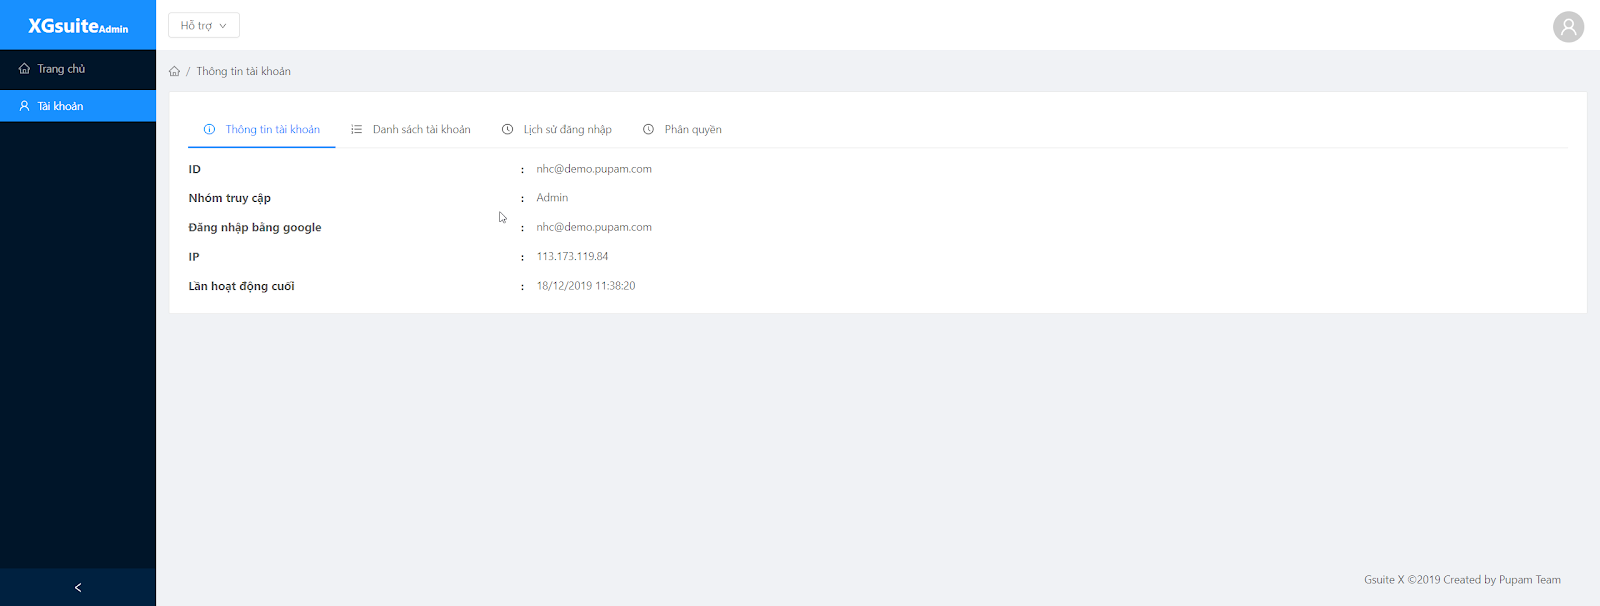 XGsuiteAdmin
Hỗ trợ
Trang chủ
Tài khoản
/ Thông tin tài khoản
Thông tin tài khoản
Danh sách tài khoản
Lịch sử đăng nhập
Phân quyền
ID : nhc@demo.pupam.com
Nhóm truy cập : Admin
Đăng nhập bằng google : nhc@demo.pupam.com
IP : 113.173.119.84
Lần hoạt động cuối : 18/12/2019 11:38:20
Gsuite X ©2019 Created by Pupam Team